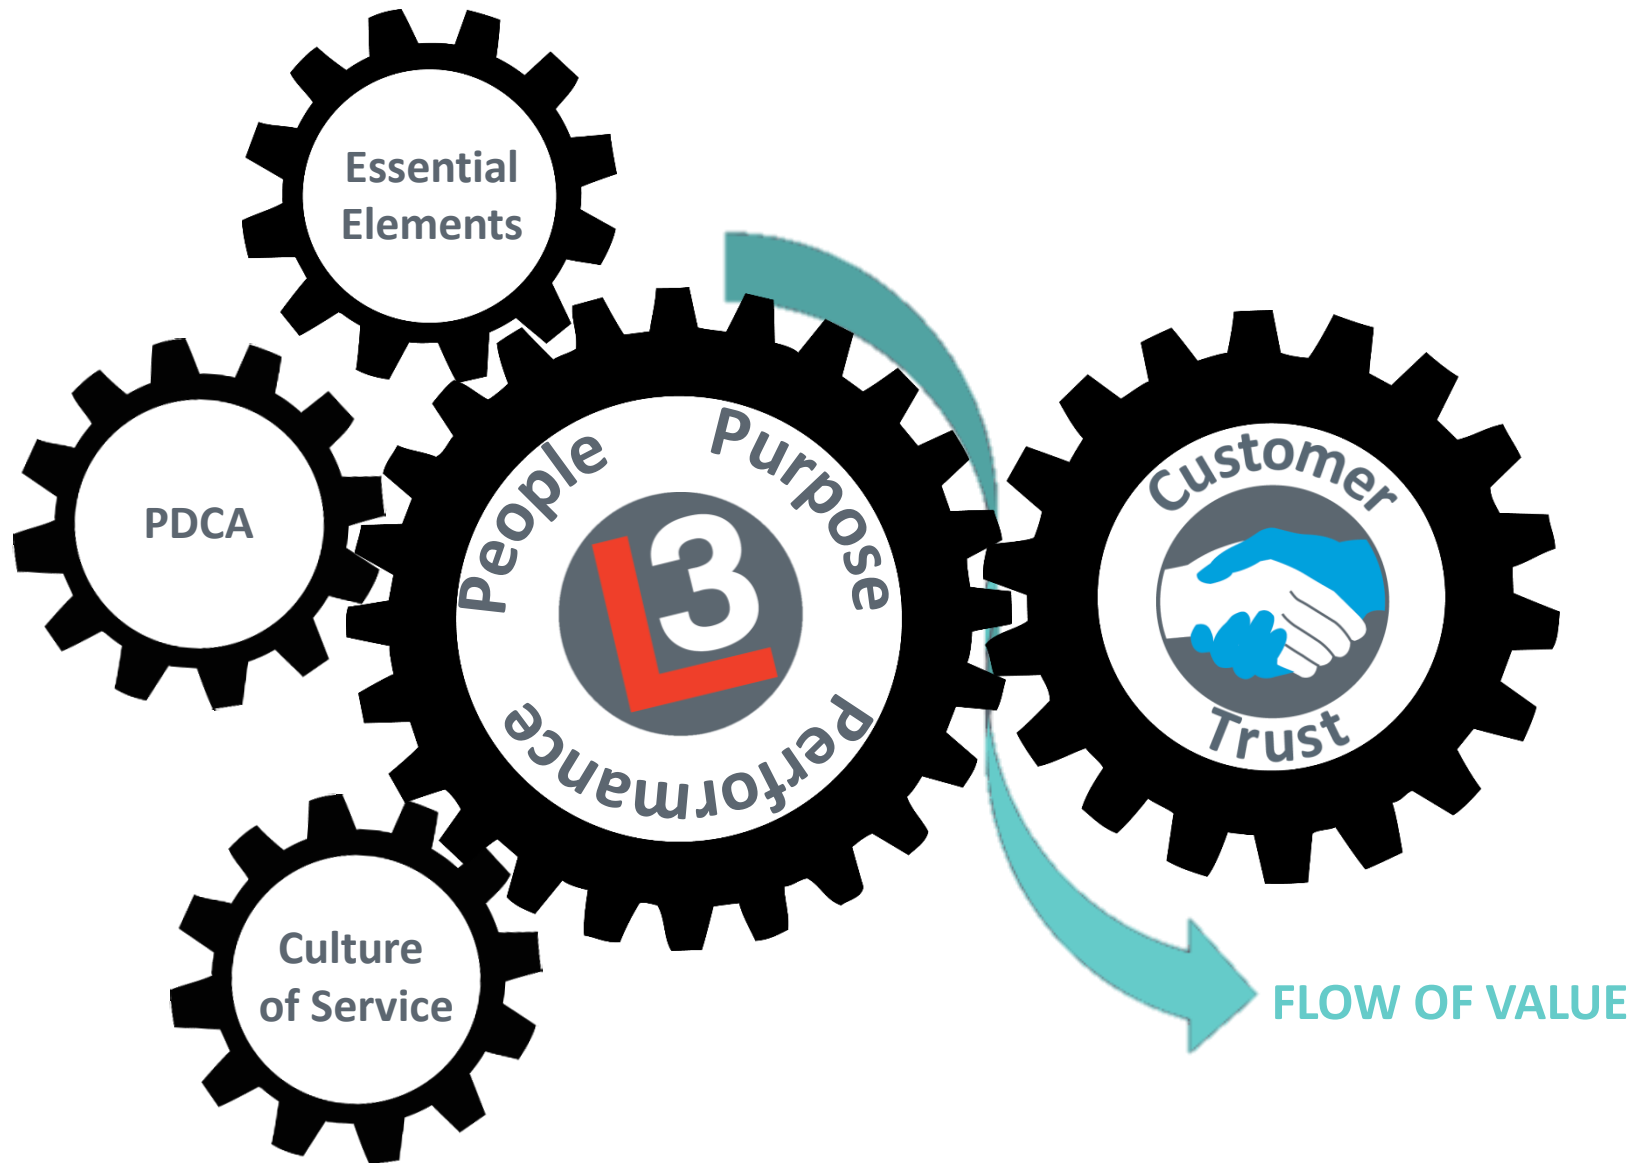 Essential
Elements
PDCA
People
Purpose
L3
Performance
Customer
Trust
Culture
of Service
FLOW OF VALUE